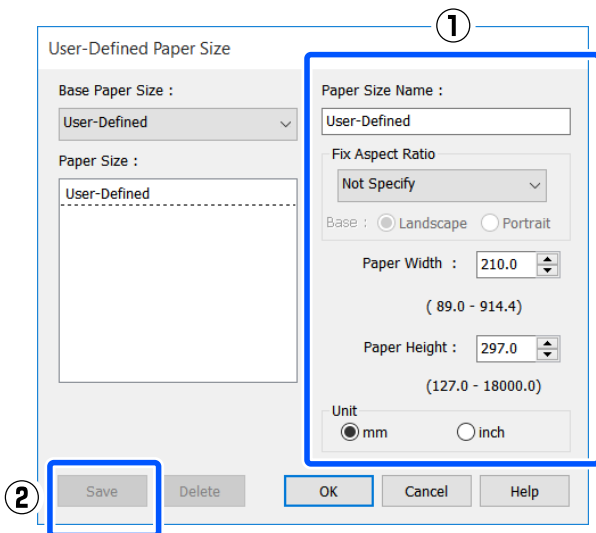 ①
User-Defined Paper Size
Base Paper Size :
User-Defined
Paper Size :
User-Defined
Paper Size Name :
User-Defined
Fix Aspect Ratio
Not Specify
Base : Landscape Portrait
Paper Width : 210.0
( 89.0 - 914.4)
Paper Height : 297.0
(127.0 - 18000.0)
Unit
mm inch
②
Save Delete OK Cancel Help